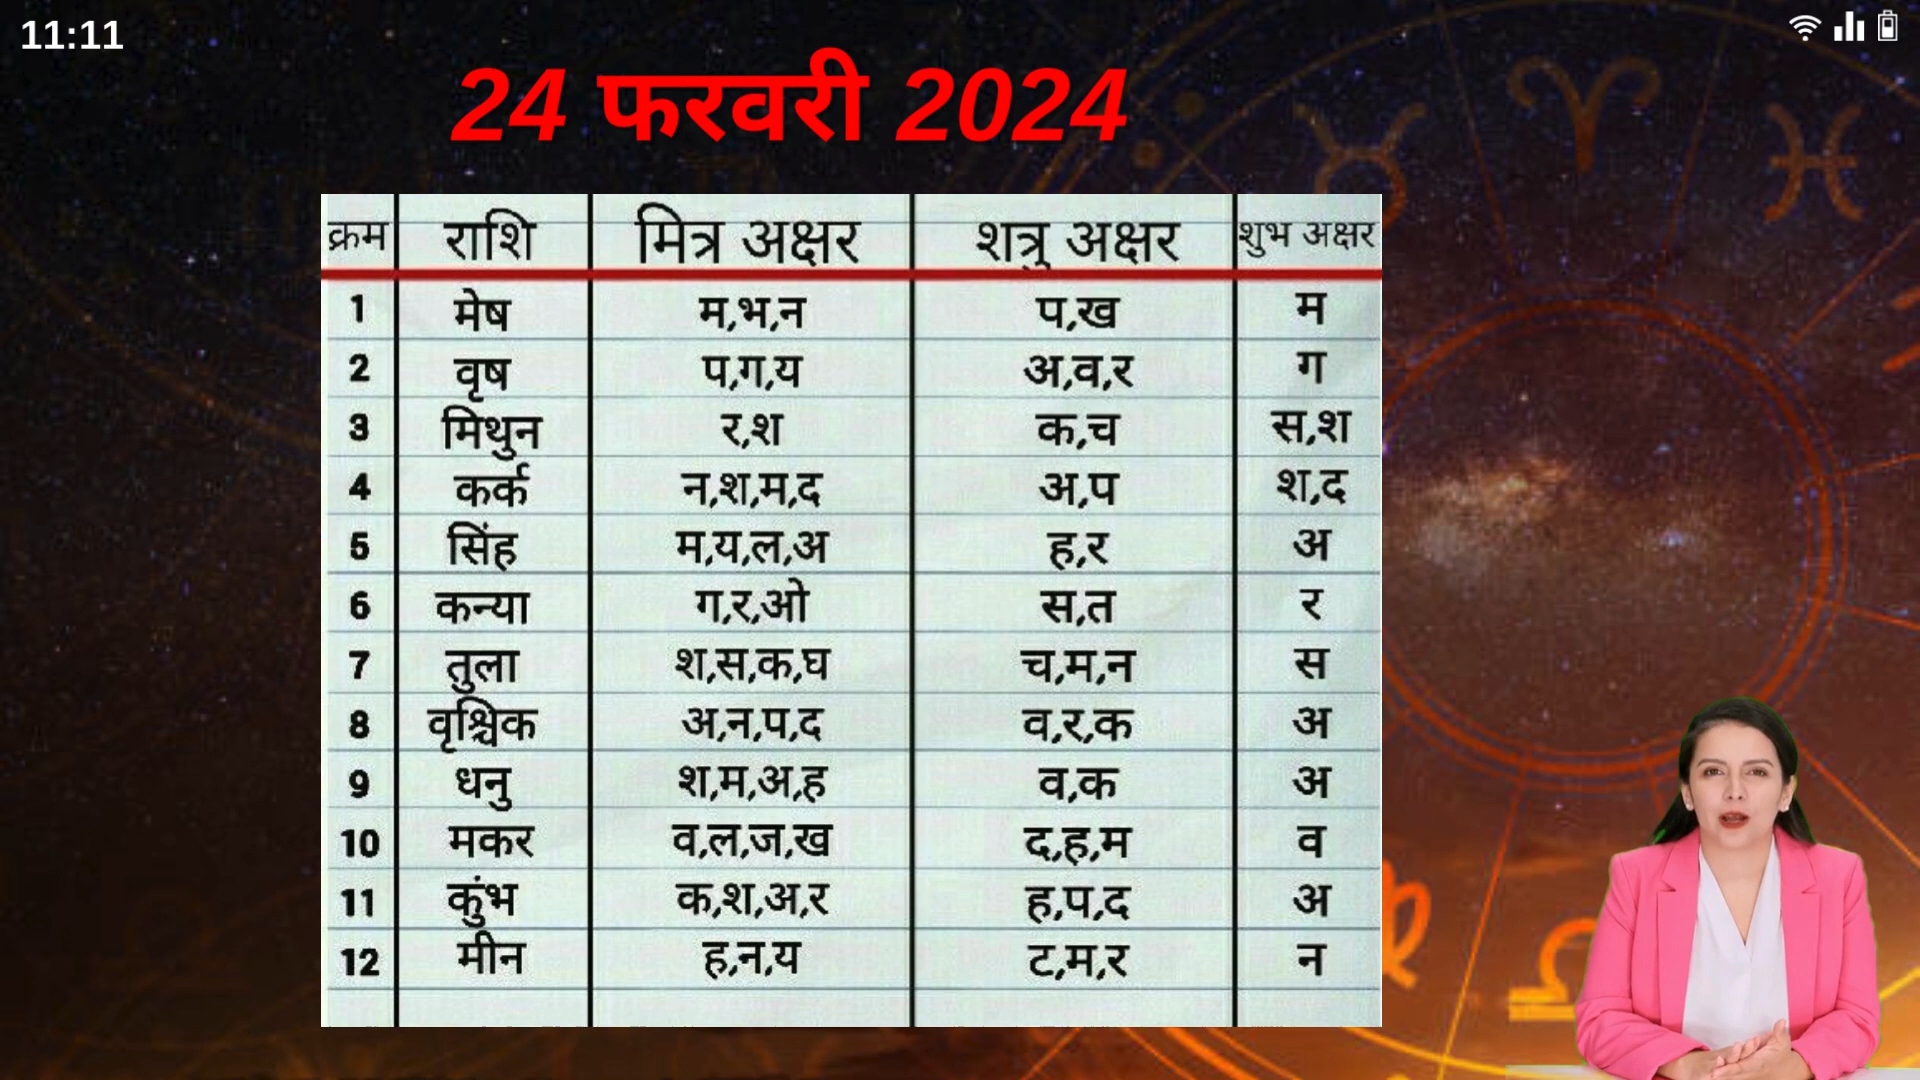 11:11
24 फरवरी 2024
क्रम राशि मित्र अक्षर शत्रु अक्षर शुभ अक्षर
1 मेष म,भ,न प,ख म
2 वृष प,ग,य अ,व,र ग
3 मिथुन र,श क,च स,श
4 कर्क न,श,म,द अ,प श,द
5 सिंह म,य,ल,अ ह,र अ
6 कन्या ग,र,ओ स,त र
7 तुला श,स,क,घ च,म,न स
8 वृश्चिक अ,न,प,द व,र,क अ
9 धनु श,म,अ,ह व,क अ
10 मकर व,ल,ज,ख द,ह,म व
11 कुंभ क,श,अ,र ह,प,द अ
12 मीन ह,न,य ट,म,र न